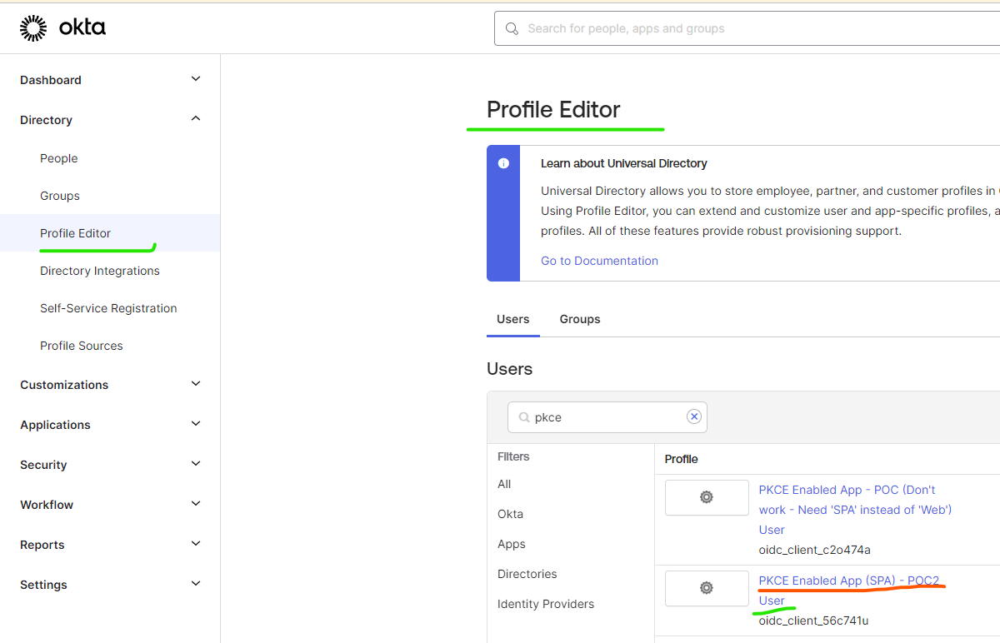 okta
Search for people, apps and groups
Dashboard
Directory
People
Groups
Profile Editor
Directory Integrations
Self-Service Registration
Profile Sources
Customizations
Applications
Security
Workflow
Reports
Settings
Profile Editor
Learn about Universal Directory
Universal Directory allows you to store employee, partner, and customer profiles in
Using Profile Editor, you can extend and customize user and app-specific profiles, a
profiles. All of these features provide robust provisioning support.
Go to Documentation
Users Groups
Users
pkce
Filters
All
Okta
Apps
Directories
Identity Providers
Profile
PKCE Enabled App - POC (Don't
work - Need 'SPA' instead of 'Web')
User
oidc_client_c2o474a
PKCE Enabled App (SPA) - POC2
User
oidc_client_56c741u